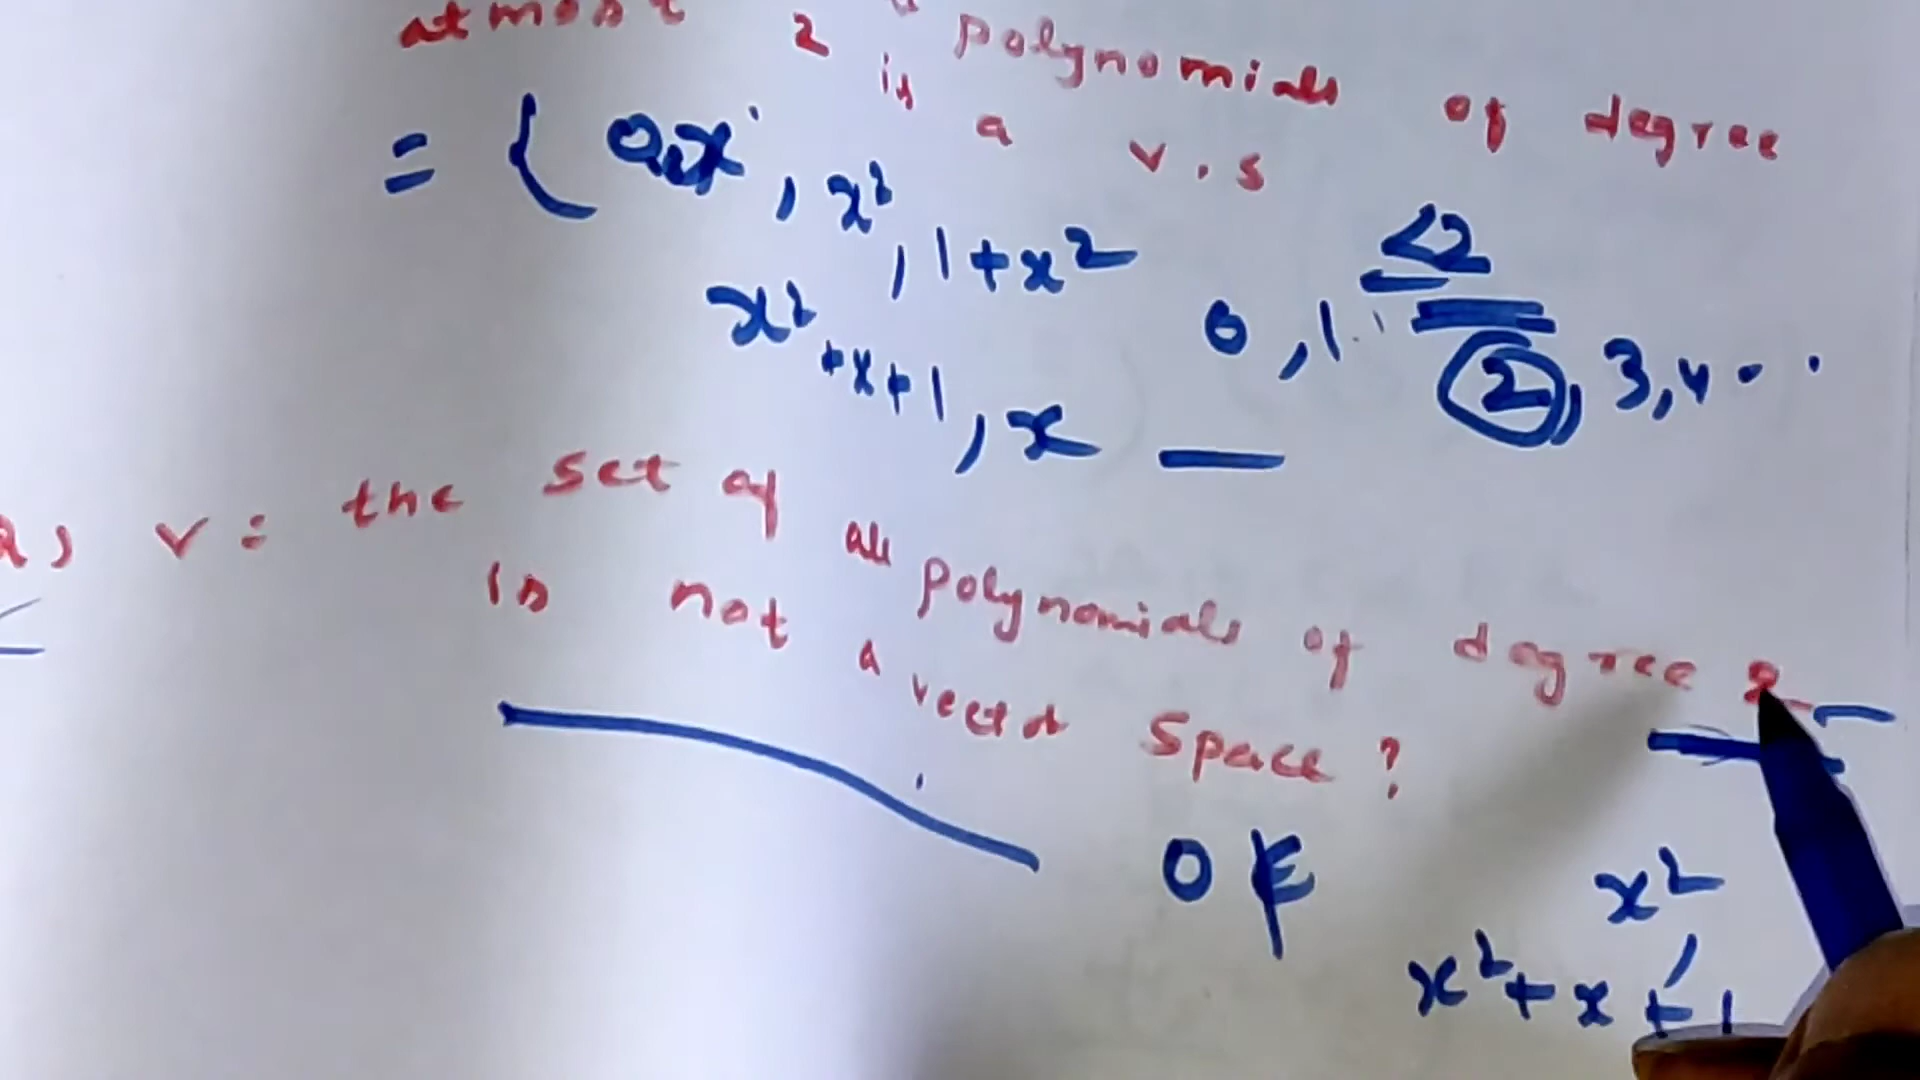 atmost 2 polynomials of degree
is a v.s
= { 0, x, x², 1+x²
x²+x+1, x —
≤2
0, 1, 2, 3, 4 . .
v = the set of all polynomials of degree 2
is not a vector space ?
0 ∉
x²,
x²+x+1